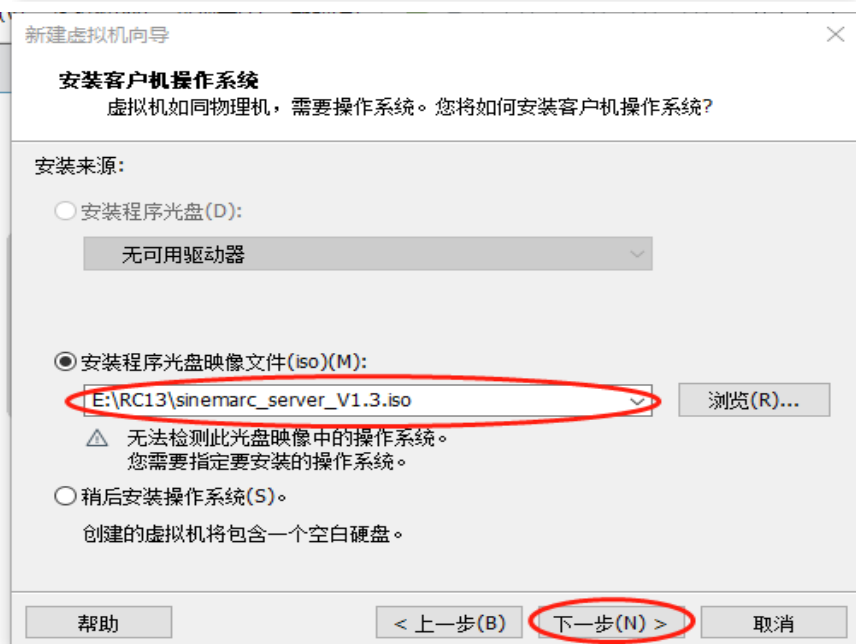 新建虚拟机向导
安装客户机操作系统
虚拟机如同物理机，需要操作系统。您将如何安装客户机操作系统?
安装来源:
安装程序光盘(D):
无可用驱动器
安装程序光盘映像文件(iso)(M):
E:\RC13\sinemarc_server_V1.3.iso
浏览(R)...
无法检测此光盘映像中的操作系统。
您需要指定要安装的操作系统。
稍后安装操作系统(S)。
创建的虚拟机将包含一个空白硬盘。
帮助
< 上一步(B)
下一步(N) >
取消